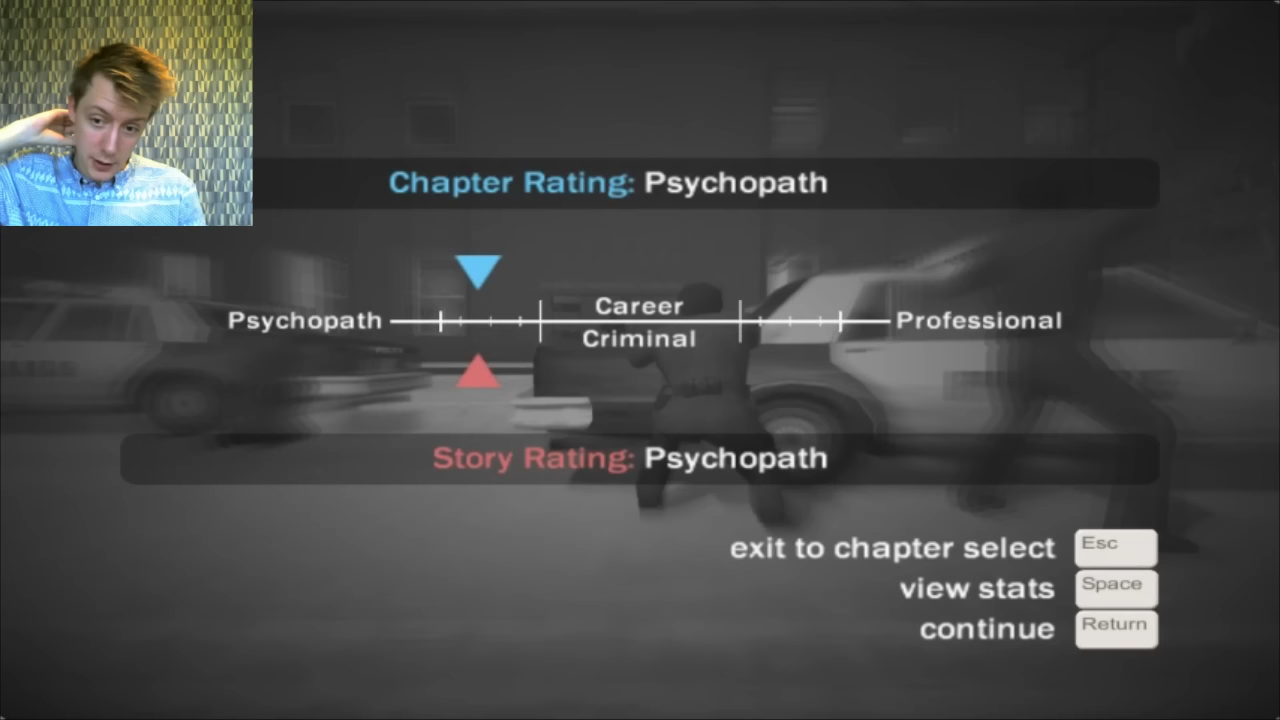 Chapter Rating: Psychopath
Psychopath
Career
Criminal
Professional
Story Rating: Psychopath
exit to chapter select Esc
view stats Space
continue Return